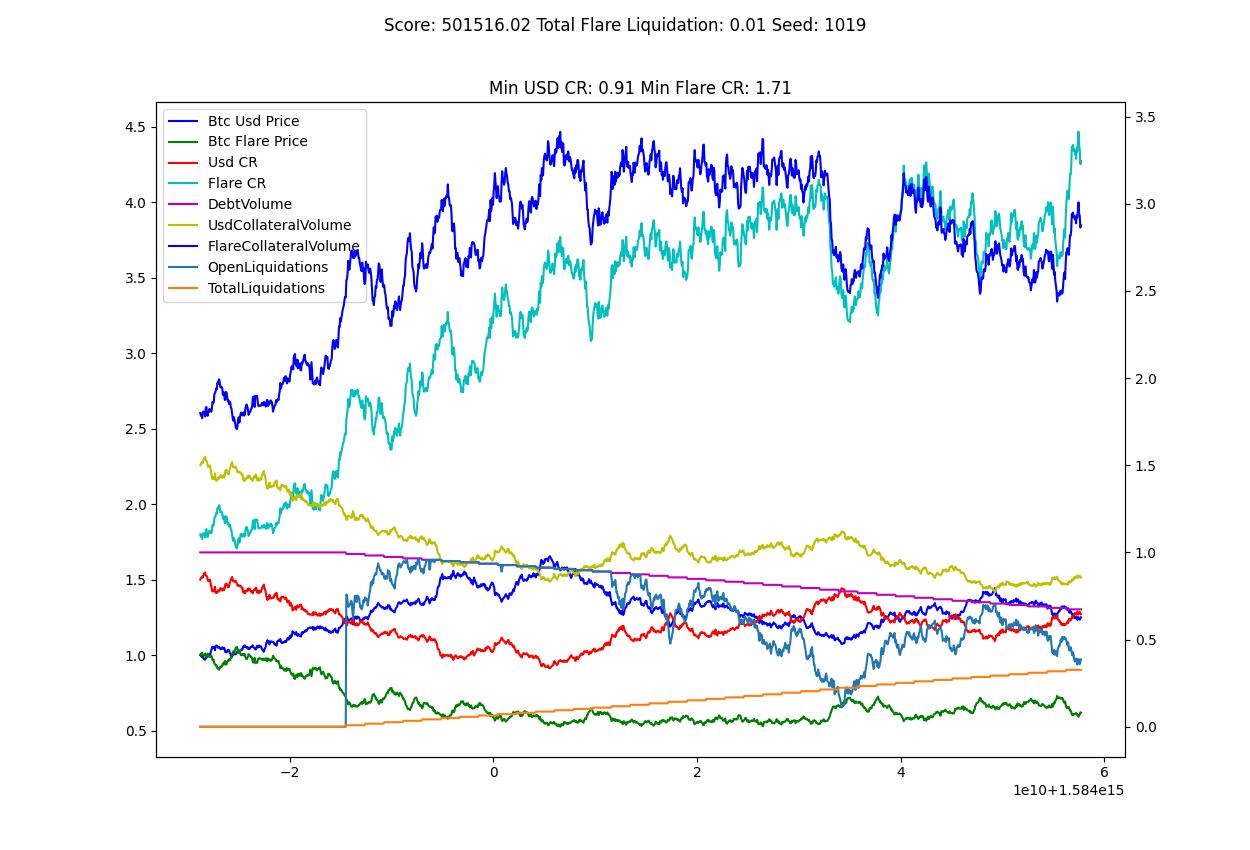 Score: 501516.02 Total Flare Liquidation: 0.01 Seed: 1019
Min USD CR: 0.91 Min Flare CR: 1.71
Btc Usd Price
Btc Flare Price
Usd CR
Flare CR
DebtVolume
UsdCollateralVolume
FlareCollateralVolume
OpenLiquidations
TotalLiquidations
4.5
4.0
3.5
3.0
2.5
2.0
1.5
1.0
0.5
3.5
3.0
2.5
2.0
1.5
1.0
0.5
0.0
−2 0 2 4 6
1e10+1.584e15